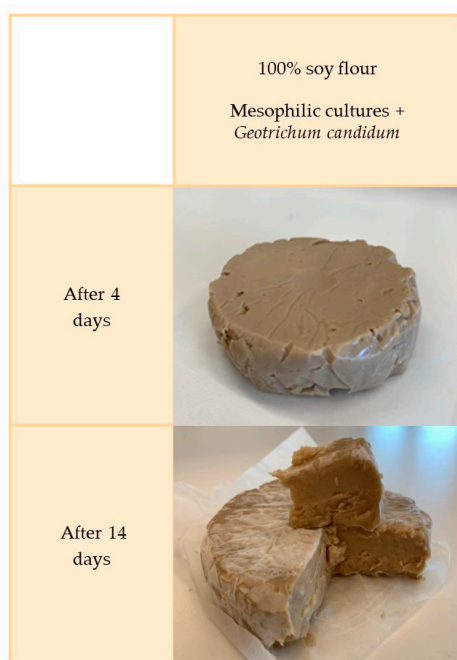 100% soy flour
Mesophilic cultures +
Geotrichum candidum
After 4
days
After 14
days